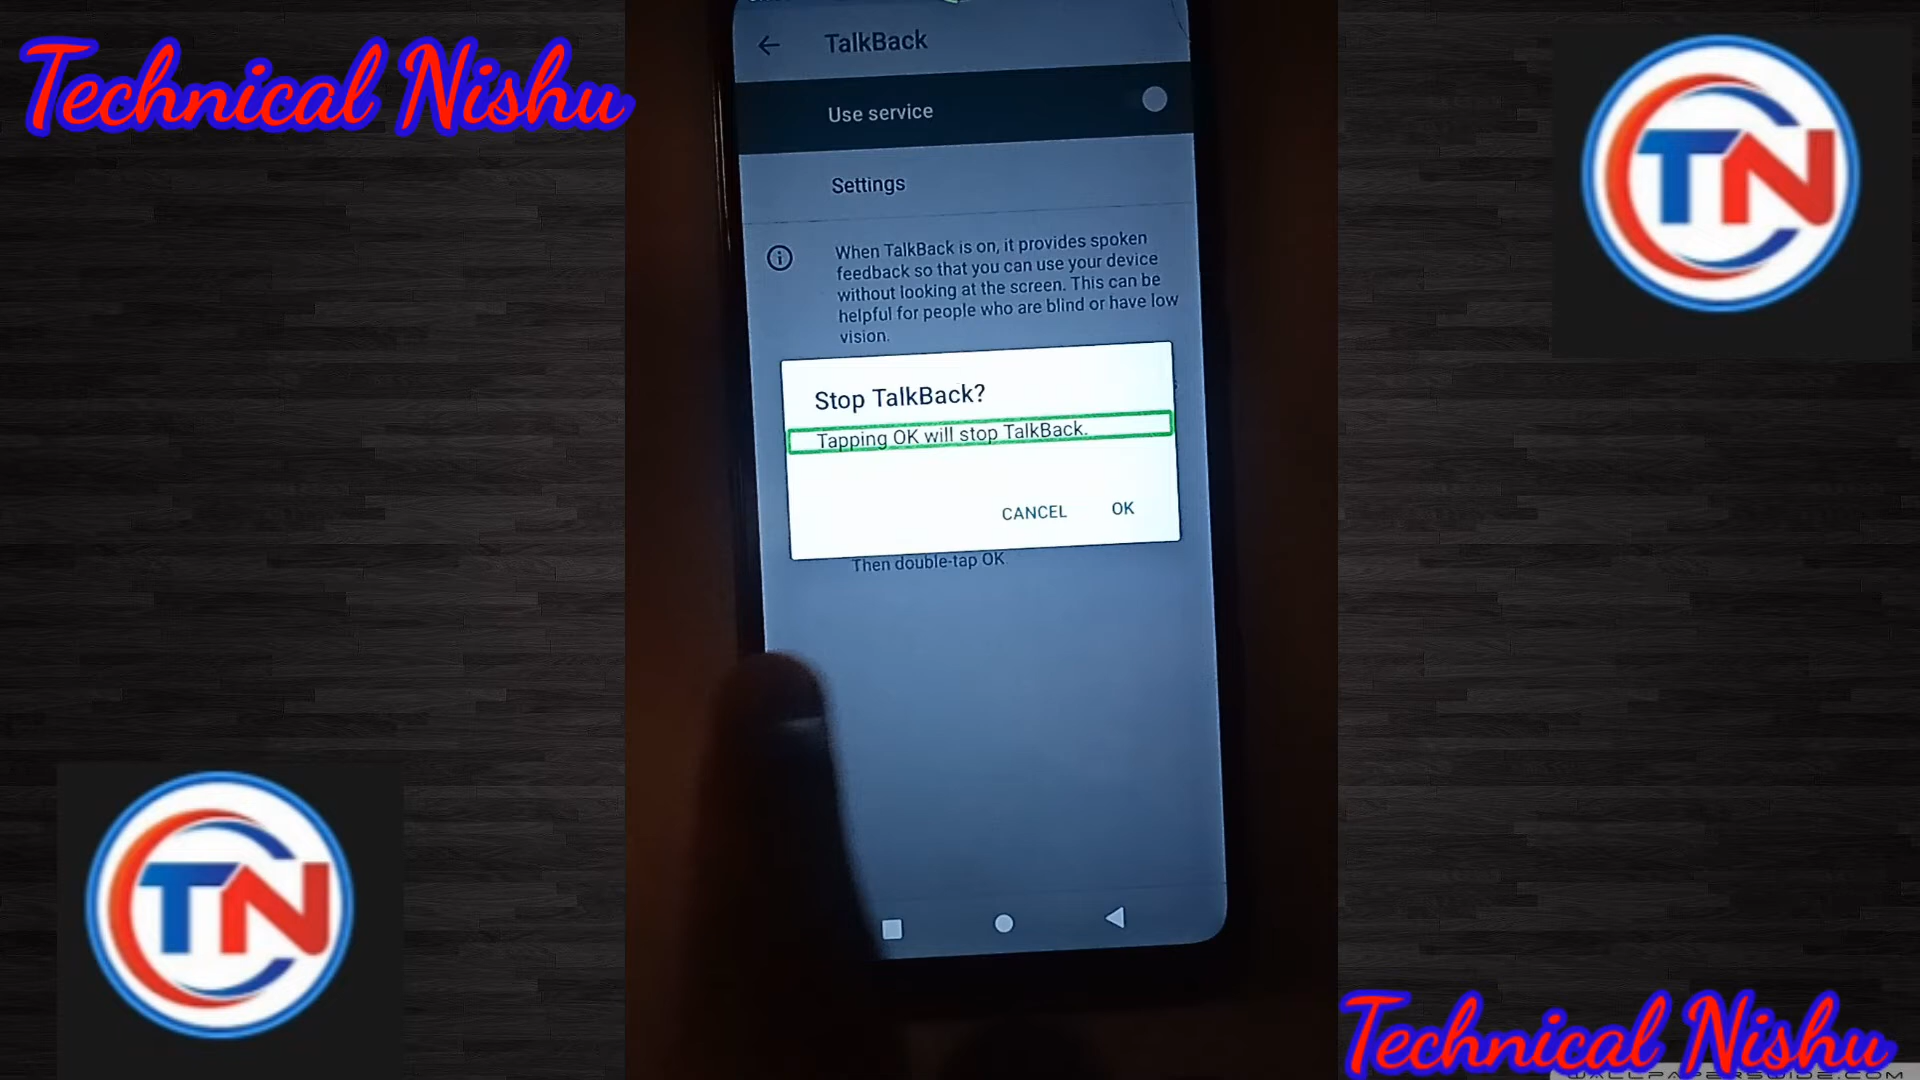 Technical Nishu
TN
TalkBack
Use service
Settings
When TalkBack is on, it provides spoken
feedback so that you can use your device
without looking at the screen. This can be
helpful for people who are blind or have low
vision.
Stop TalkBack?
Tapping OK will stop TalkBack.
CANCEL
OK
Then double-tap OK
TN
Technical Nishu